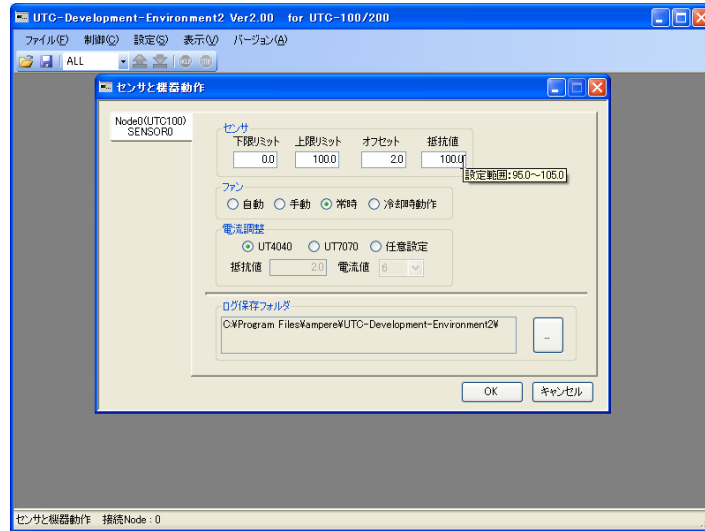 UTC-Development-Environment2 Ver2.00 for UTC-100/200
ファイル(F) 制御(C) 設定(S) 表示(V) バージョン(A)
ALL
センサと機器動作
Node0(UTC100)
SENSOR0
センサ
下限リミット 上限リミット オフセット 抵抗値
0.0 100.0 2.0 100.0
設定範囲:95.0～105.0
ファン
自動 手動 常時 冷却時動作
電流調整
UT4040 UT7070 任意設定
抵抗値 2.0 電流値 6
ログ保存フォルダ
C:¥Program Files¥ampere¥UTC-Development-Environment2¥
...
OK キャンセル
センサと機器動作 接続Node : 0